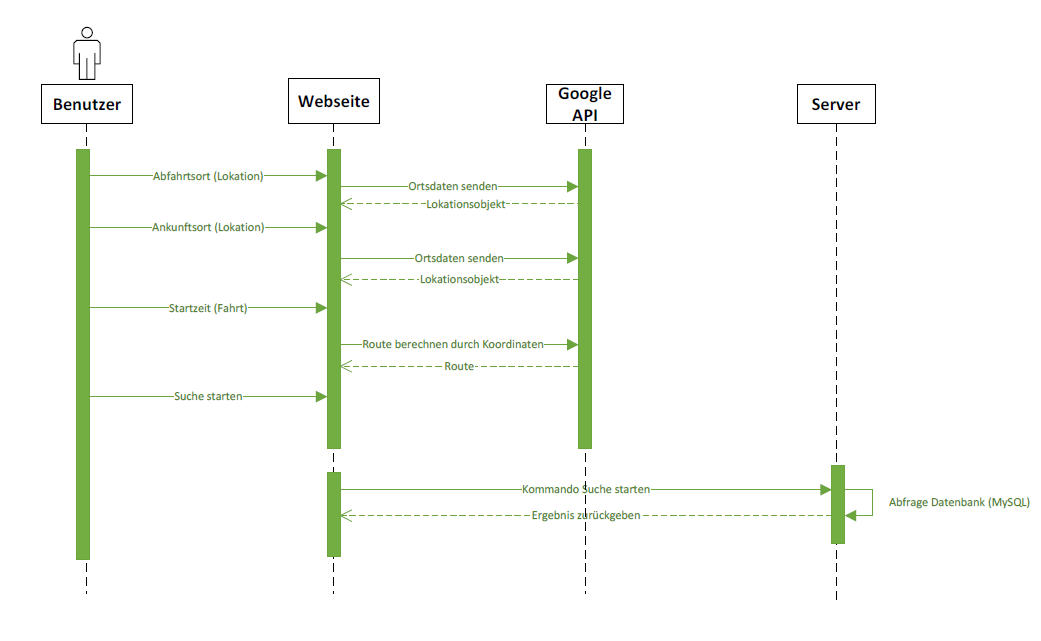 Benutzer
Webseite
Google
API
Server
Abfahrtsort (Lokation)
Ortsdaten senden
Lokationsobjekt
Ankunftsort (Lokation)
Ortsdaten senden
Lokationsobjekt
Startzeit (Fahrt)
Route berechnen durch Koordinaten
Route
Suche starten
Kommando Suche starten
Abfrage Datenbank (MySQL)
Ergebnis zurückgeben